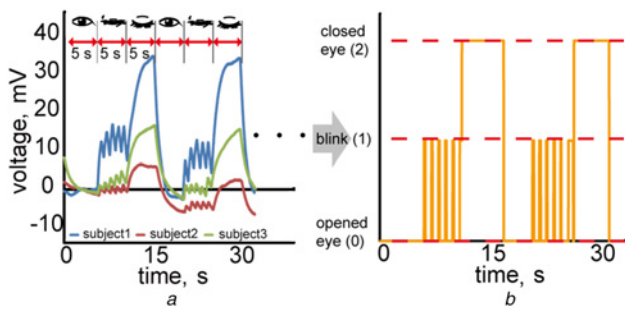 40
30
20
10
0
-10
voltage, mV
5 s
5 s
5 s
subject1
subject2
subject3
0
15
30
time, s
a
closed
eye (2)
blink (1)
opened
eye (0)
0
15
30
time, s
b